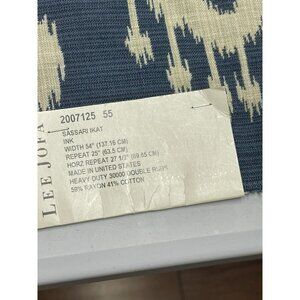 LEE JOFA
2007125 55
SASSARI IKAT
INK
WIDTH 54" (137.16 CM)
REPEAT 25" (63.5 CM)
HORZ REPEAT 27 1/2" (69.85 CM)
MADE IN UNITED STATES
HEAVY DUTY 30000 DOUBLE RUBS
59% RAYON 41% COTTON